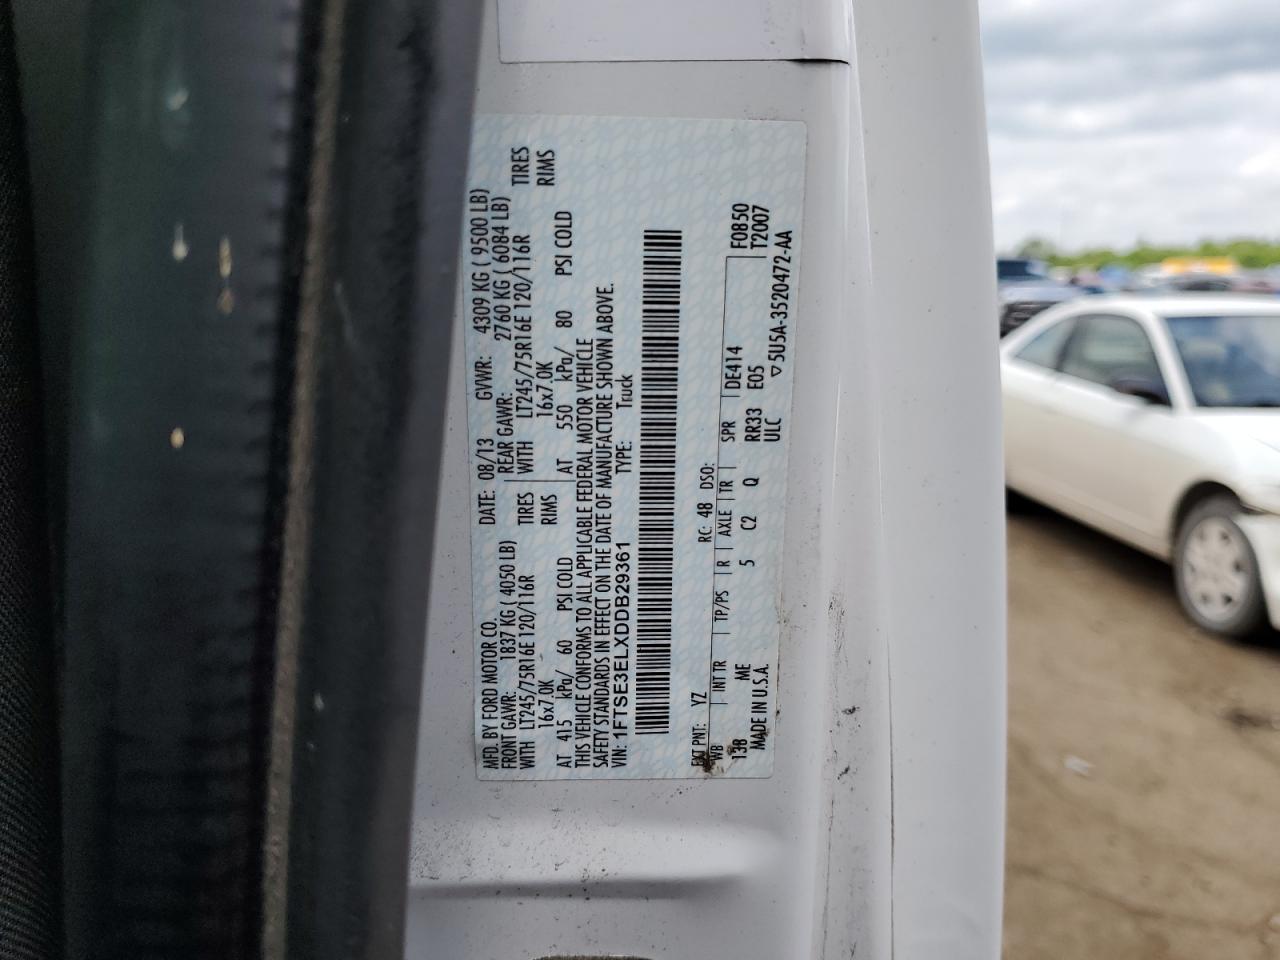 MFD. BY FORD MOTOR CO. DATE: 08/13 GVWR: 4309 KG ( 9500 LB)
FRONT GAWR: 1837 KG ( 4050 LB) REAR GAWR: 2760 KG ( 6084 LB)
WITH LT245/75R16E 120/116R TIRES WITH LT245/75R16E 120/116R TIRES
16x7.0K RIMS 16x7.0K RIMS
AT 415 kPa/ 60 PSI COLD AT 550 kPa/ 80 PSI COLD
THIS VEHICLE CONFORMS TO ALL APPLICABLE FEDERAL MOTOR VEHICLE
SAFETY STANDARDS IN EFFECT ON THE DATE OF MANUFACTURE SHOWN ABOVE.
VIN: 1FTSE3ELXDDB29361 TYPE: Truck
EXT PNT: YZ RC: 48 DSO:
WB INT TR TP/PS R AXLE TR SPR DE414 F0850
138 ME 5 C2 Q RR33 E05 T2007
MADE IN U.S.A. ULC ▽5U5A-3520472-AA